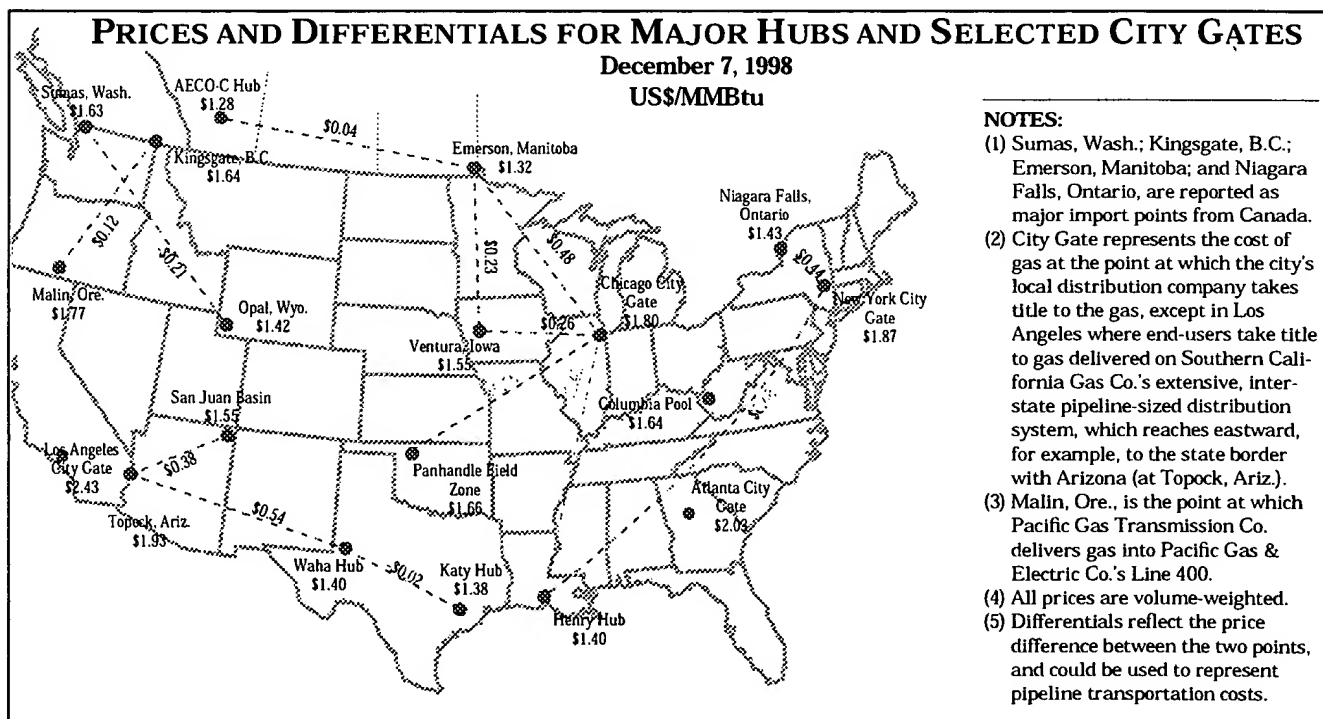 PRICES AND DIFFERENTIALS FOR MAJOR HUBS AND SELECTED CITY GATES
December 7, 1998
US$/MMBtu
Sumas, Wash.
$1.63
AECO-C Hub
$1.28
$0.04
Kingsgate, B.C.
$1.64
Emerson, Manitoba
$1.32
Niagara Falls,
Ontario
$1.43
$0.12
$0.21
$0.23
$0.48
$0.44
Malin, Ore.
$1.77
Opal, Wyo.
$1.42
Ventura, Iowa
$1.55
$0.26
Chicago City
Gate
$1.80
New York City
Gate
$1.87
San Juan Basin
$1.55
Los Angeles
City Gate
$2.43
$0.38
Columbia Pool
$1.64
Panhandle Field
Zone
$1.66
Topock, Ariz.
$1.93
$0.54
Atlanta City
Gate
$2.03
Waha Hub
$1.40
$0.02
Katy Hub
$1.38
Henry Hub
$1.40
NOTES:
(1) Sumas, Wash.; Kingsgate, B.C.;
Emerson, Manitoba; and Niagara
Falls, Ontario, are reported as
major import points from Canada.
(2) City Gate represents the cost of
gas at the point at which the city's
local distribution company takes
title to the gas, except in Los
Angeles where end-users take title
to gas delivered on Southern Cali-
fornia Gas Co.'s extensive, inter-
state pipeline-sized distribution
system, which reaches eastward,
for example, to the state border
with Arizona (at Topock, Ariz.).
(3) Malin, Ore., is the point at which
Pacific Gas Transmission Co.
delivers gas into Pacific Gas &
Electric Co.'s Line 400.
(4) All prices are volume-weighted.
(5) Differentials reflect the price
difference between the two points,
and could be used to represent
pipeline transportation costs.